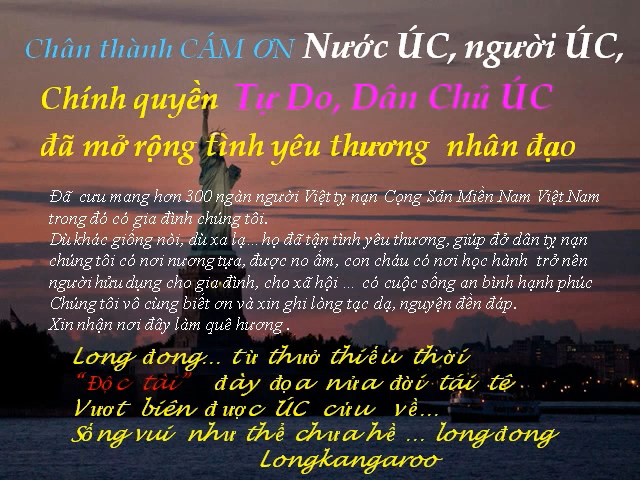 Chân thành CÁM ƠN Nước ÚC, người ÚC,
Chính quyền Tự Do, Dân Chủ ÚC
đã mở rộng tình yêu thương nhân đạo
Đã cưu mang hơn 300 ngàn người Việt tỵ nạn Cọng Sản Miền Nam Việt Nam
trong đó có gia đình chúng tôi.
Dù khác giống nòi, dù xa lạ... họ đã tận tình yêu thương, giúp đở dân tỵ nạn
chúng tôi có nơi nương tựa, được no ấm, con cháu có nơi học hành trở nên
người hửu dụng cho gia đình, cho xã hội ... có cuộc sống an bình hạnh phúc
Chúng tôi vô cùng biết ơn và xin ghi lòng tạc dạ, nguyện đền đáp.
Xin nhận nơi đây làm quê hương .
Long đong... từ thưở thiếu thời
"Độc tài" đày đọa nửa đời tái tê
Vượt biên được ÚC cứu về...
Sống vui như thể chưa hề ... long đong
Longkangaroo